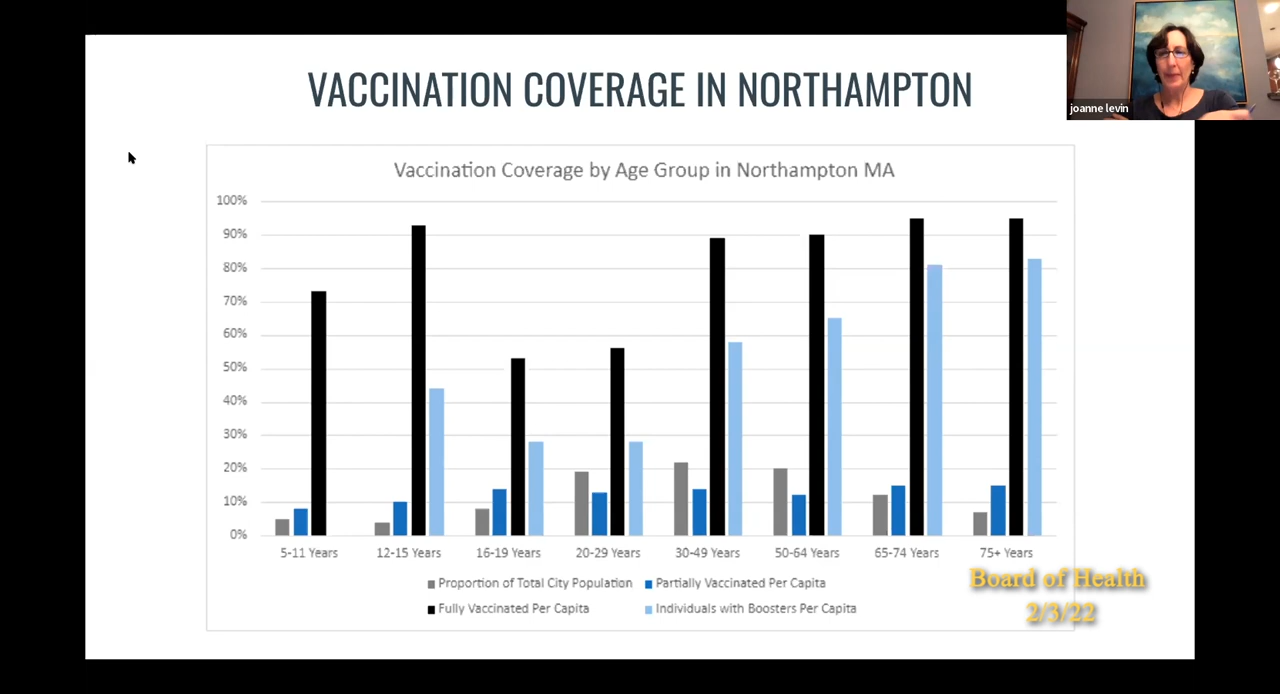 VACCINATION COVERAGE IN NORTHAMPTON
joanne levin
Vaccination Coverage by Age Group in Northampton MA
100%
90%
80%
70%
60%
50%
40%
30%
20%
10%
0%
5-11 Years 12-15 Years 16-19 Years 20-29 Years 30-49 Years 50-64 Years 65-74 Years 75+ Years
Proportion of Total City Population Partially Vaccinated Per Capita
Fully Vaccinated Per Capita Individuals with Boosters Per Capita
Board of Health
2/3/22